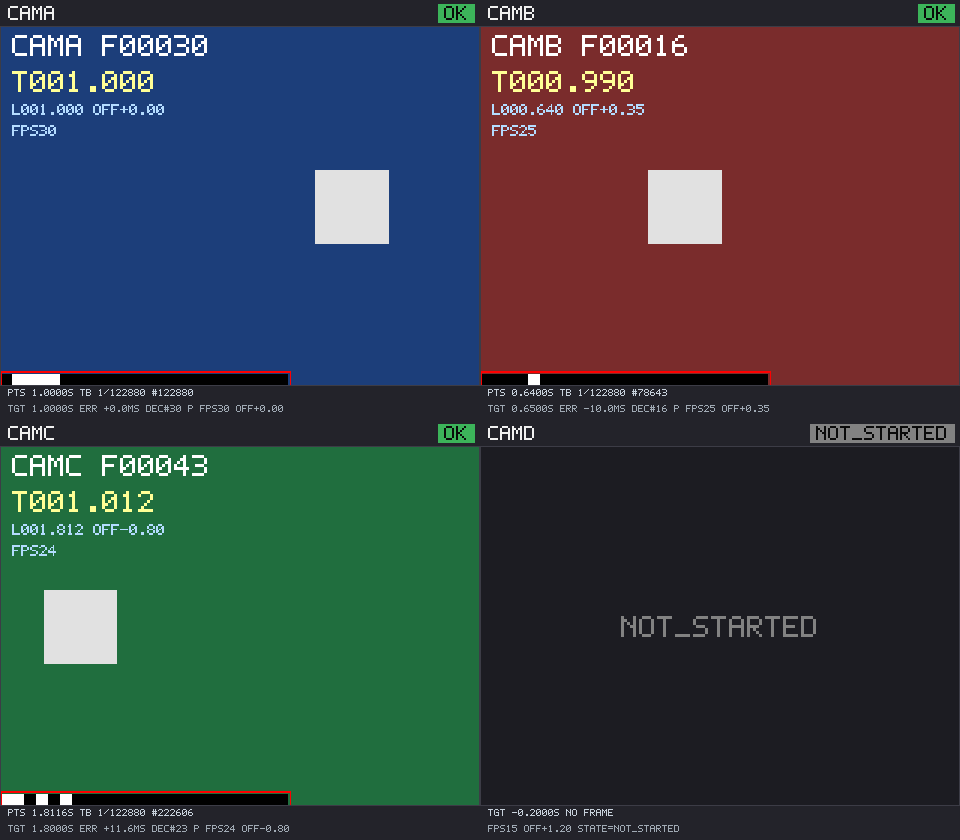 CAMA OK
CAMA F00030
T001.000
L001.000 OFF+0.00
FPS30
PTS 1.0000S TB 1/122880 #122880
TGT 1.0000S ERR +0.0MS DEC#30 P FPS30 OFF+0.00
CAMB OK
CAMB F00016
T000.990
L000.640 OFF+0.35
FPS25
PTS 0.6400S TB 1/122880 #78643
TGT 0.6500S ERR -10.0MS DEC#16 P FPS25 OFF+0.35
CAMC OK
CAMC F00043
T001.012
L001.812 OFF-0.80
FPS24
PTS 1.8116S TB 1/122880 #222606
TGT 1.8000S ERR +11.6MS DEC#23 P FPS24 OFF-0.80
CAMD NOT_STARTED
NOT_STARTED
TGT -0.2000S NO FRAME
FPS15 OFF+1.20 STATE=NOT_STARTED